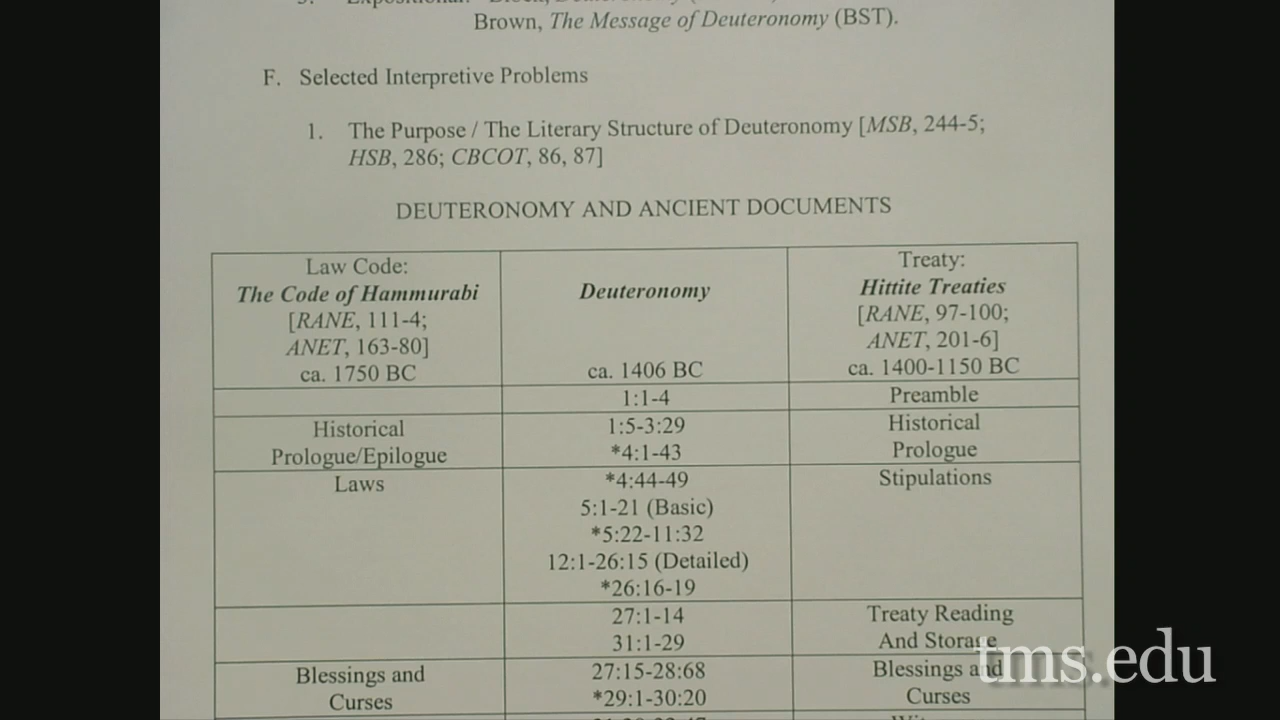 Brown, The Message of Deuteronomy (BST).
F. Selected Interpretive Problems
1. The Purpose / The Literary Structure of Deuteronomy [MSB, 244-5;
HSB, 286; CBCOT, 86, 87]
DEUTERONOMY AND ANCIENT DOCUMENTS
Law Code:
The Code of Hammurabi
[RANE, 111-4;
ANET, 163-80]
ca. 1750 BC
Deuteronomy
ca. 1406 BC
Treaty:
Hittite Treaties
[RANE, 97-100;
ANET, 201-6]
ca. 1400-1150 BC
1:1-4
Preamble
Historical
Prologue/Epilogue
1:5-3:29
*4:1-43
Historical
Prologue
Laws
*4:44-49
5:1-21 (Basic)
*5:22-11:32
12:1-26:15 (Detailed)
*26:16-19
Stipulations
27:1-14
31:1-29
Treaty Reading
And Storage
Blessings and
Curses
27:15-28:68
*29:1-30:20
Blessings and
Curses
tms.edu